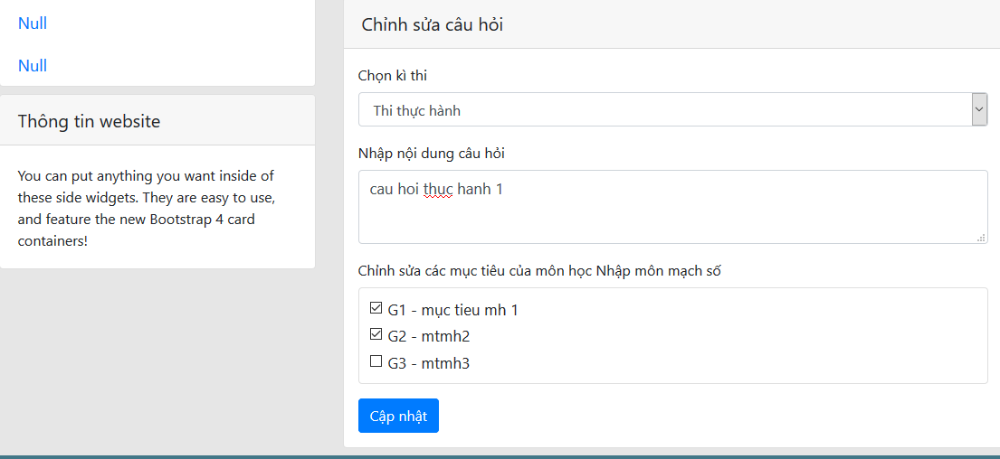 Null
Null
Thông tin website
You can put anything you want inside of
these side widgets. They are easy to use,
and feature the new Bootstrap 4 card
containers!
Chỉnh sửa câu hỏi
Chọn kì thi
Thi thực hành
Nhập nội dung câu hỏi
cau hoi thuc hanh 1
Chỉnh sửa các mục tiêu của môn học Nhập môn mạch số
G1 - mục tieu mh 1
G2 - mtmh2
G3 - mtmh3
Cập nhật